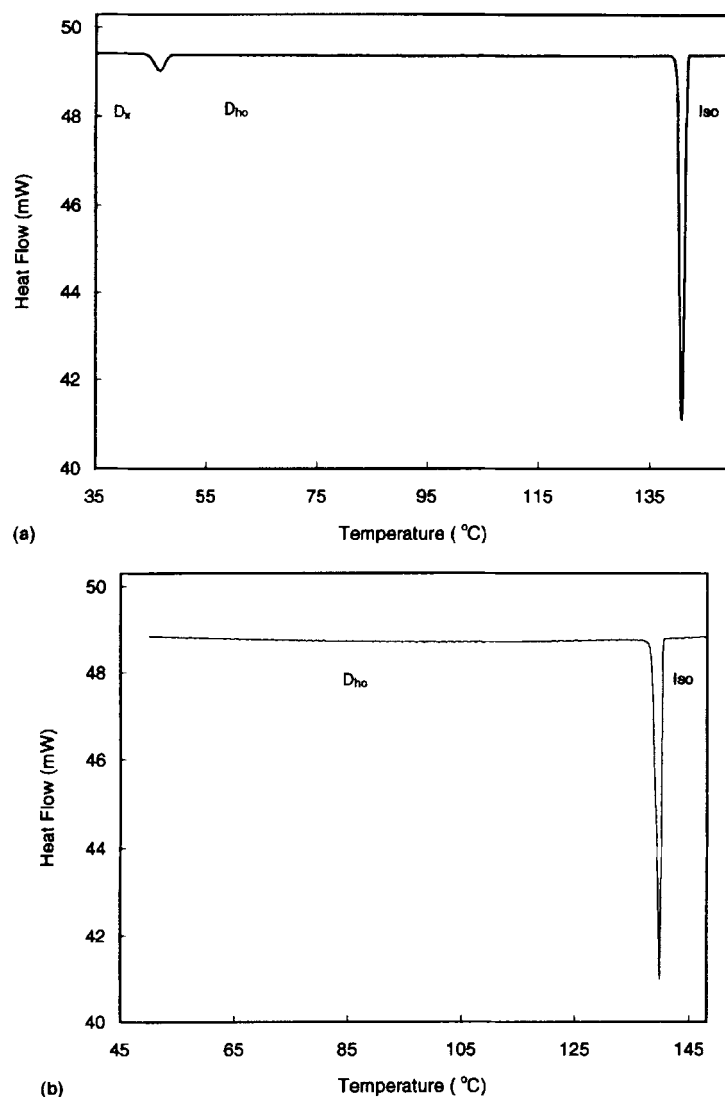 50
48
46
44
42
40
Heat Flow (mW)
Dx Dho Iso
35 55 75 95 115 135
(a) Temperature ( °C)
50
48
46
44
42
40
Heat Flow (mW)
Dho Iso
45 65 85 105 125 145
(b) Temperature ( °C)